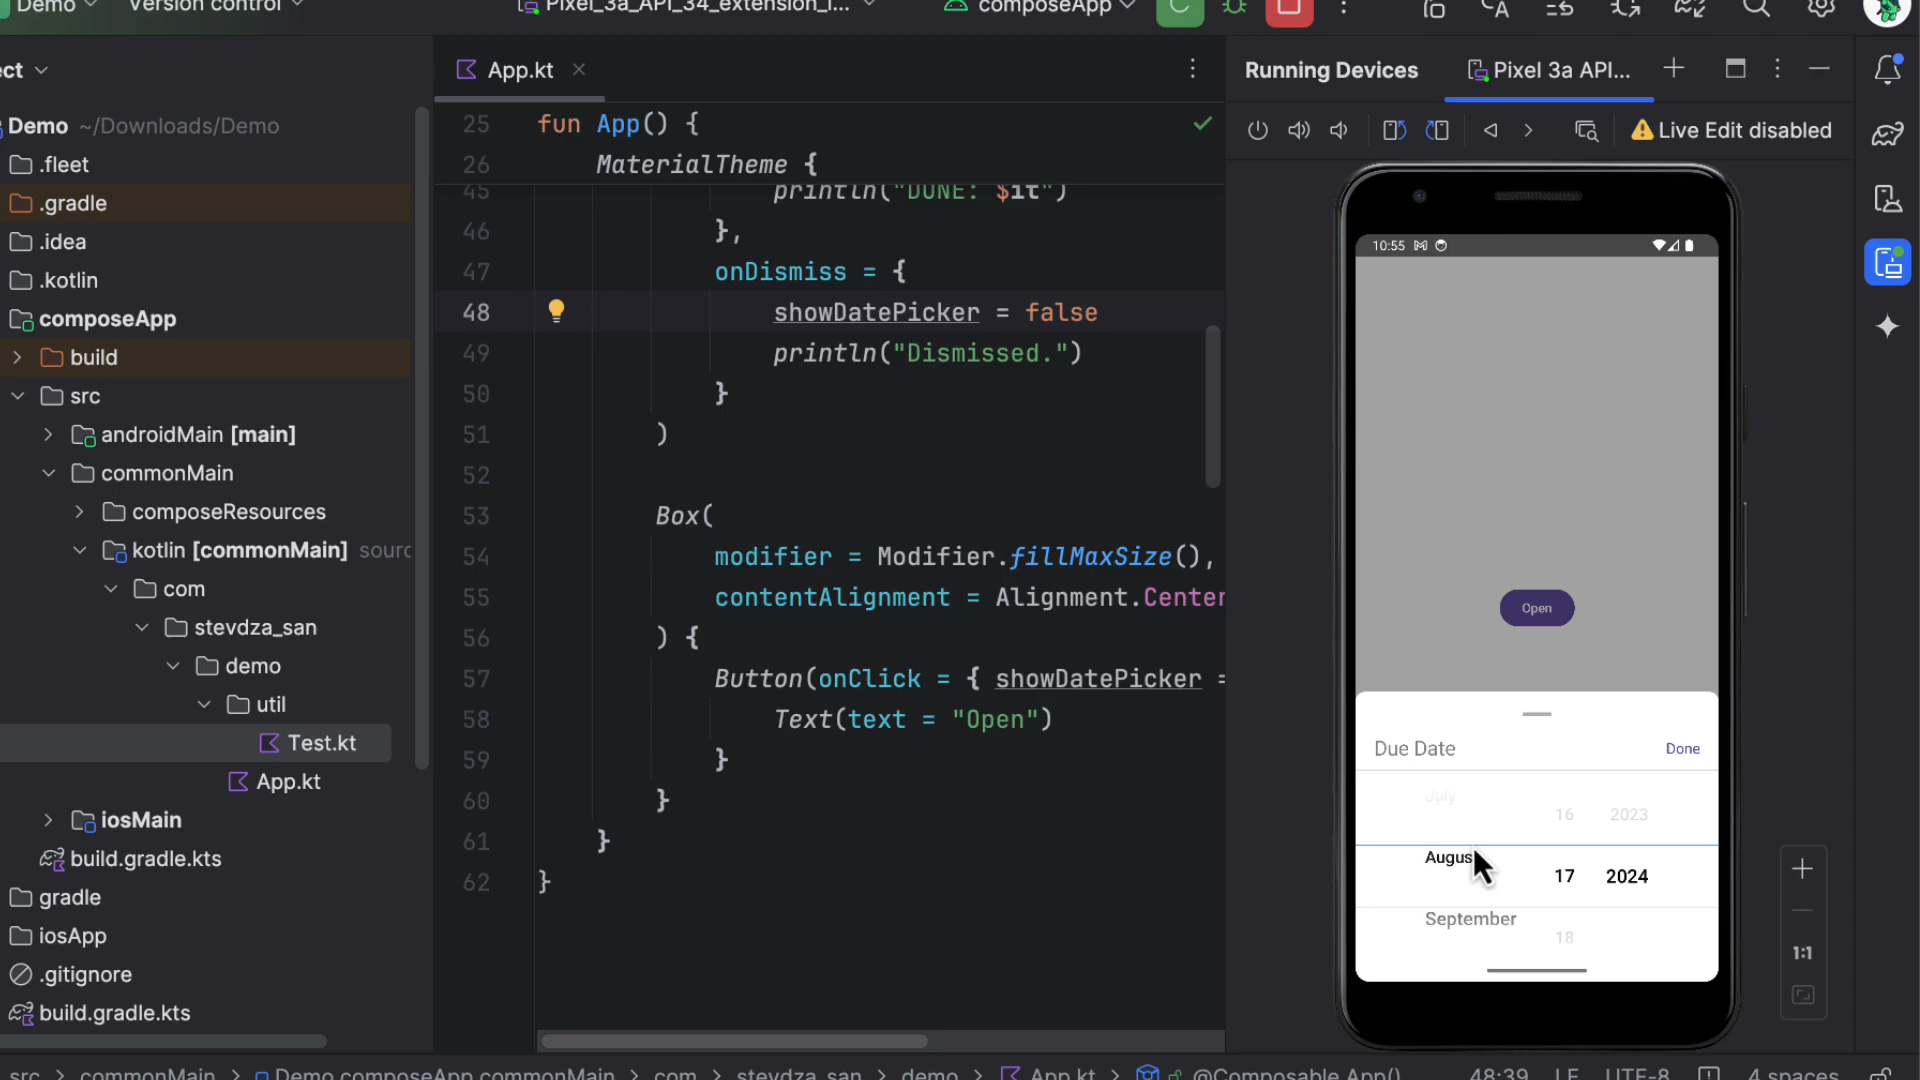 Demo
Version control
Pixel_3a_API_34_extension_l...
composeApp
ect
App.kt
Running Devices
Pixel 3a API...
Live Edit disabled
Demo ~/Downloads/Demo
.fleet
.gradle
.idea
.kotlin
composeApp
build
src
androidMain [main]
commonMain
composeResources
kotlin [commonMain] sourc
com
stevdza_san
demo
util
Test.kt
App.kt
iosMain
build.gradle.kts
gradle
iosApp
.gitignore
build.gradle.kts
25 fun App() {
26 MaterialTheme {
45 println("DONE: $it")
46 },
47 onDismiss = {
48 showDatePicker = false
49 println("Dismissed.")
50 }
51 )
52
53 Box(
54 modifier = Modifier.fillMaxSize(),
55 contentAlignment = Alignment.Center
56 ) {
57 Button(onClick = { showDatePicker =
58 Text(text = "Open")
59 }
60 }
61 }
62 }
10:55
Open
Due Date Done
July 16 2023
Augus 17 2024
September 18
1:1
src > commonMain > Demo.composeApp.commonMain > com > stevdza_san > demo > App.kt > @Composable App()
48:39 LF UTF-8 4 spaces